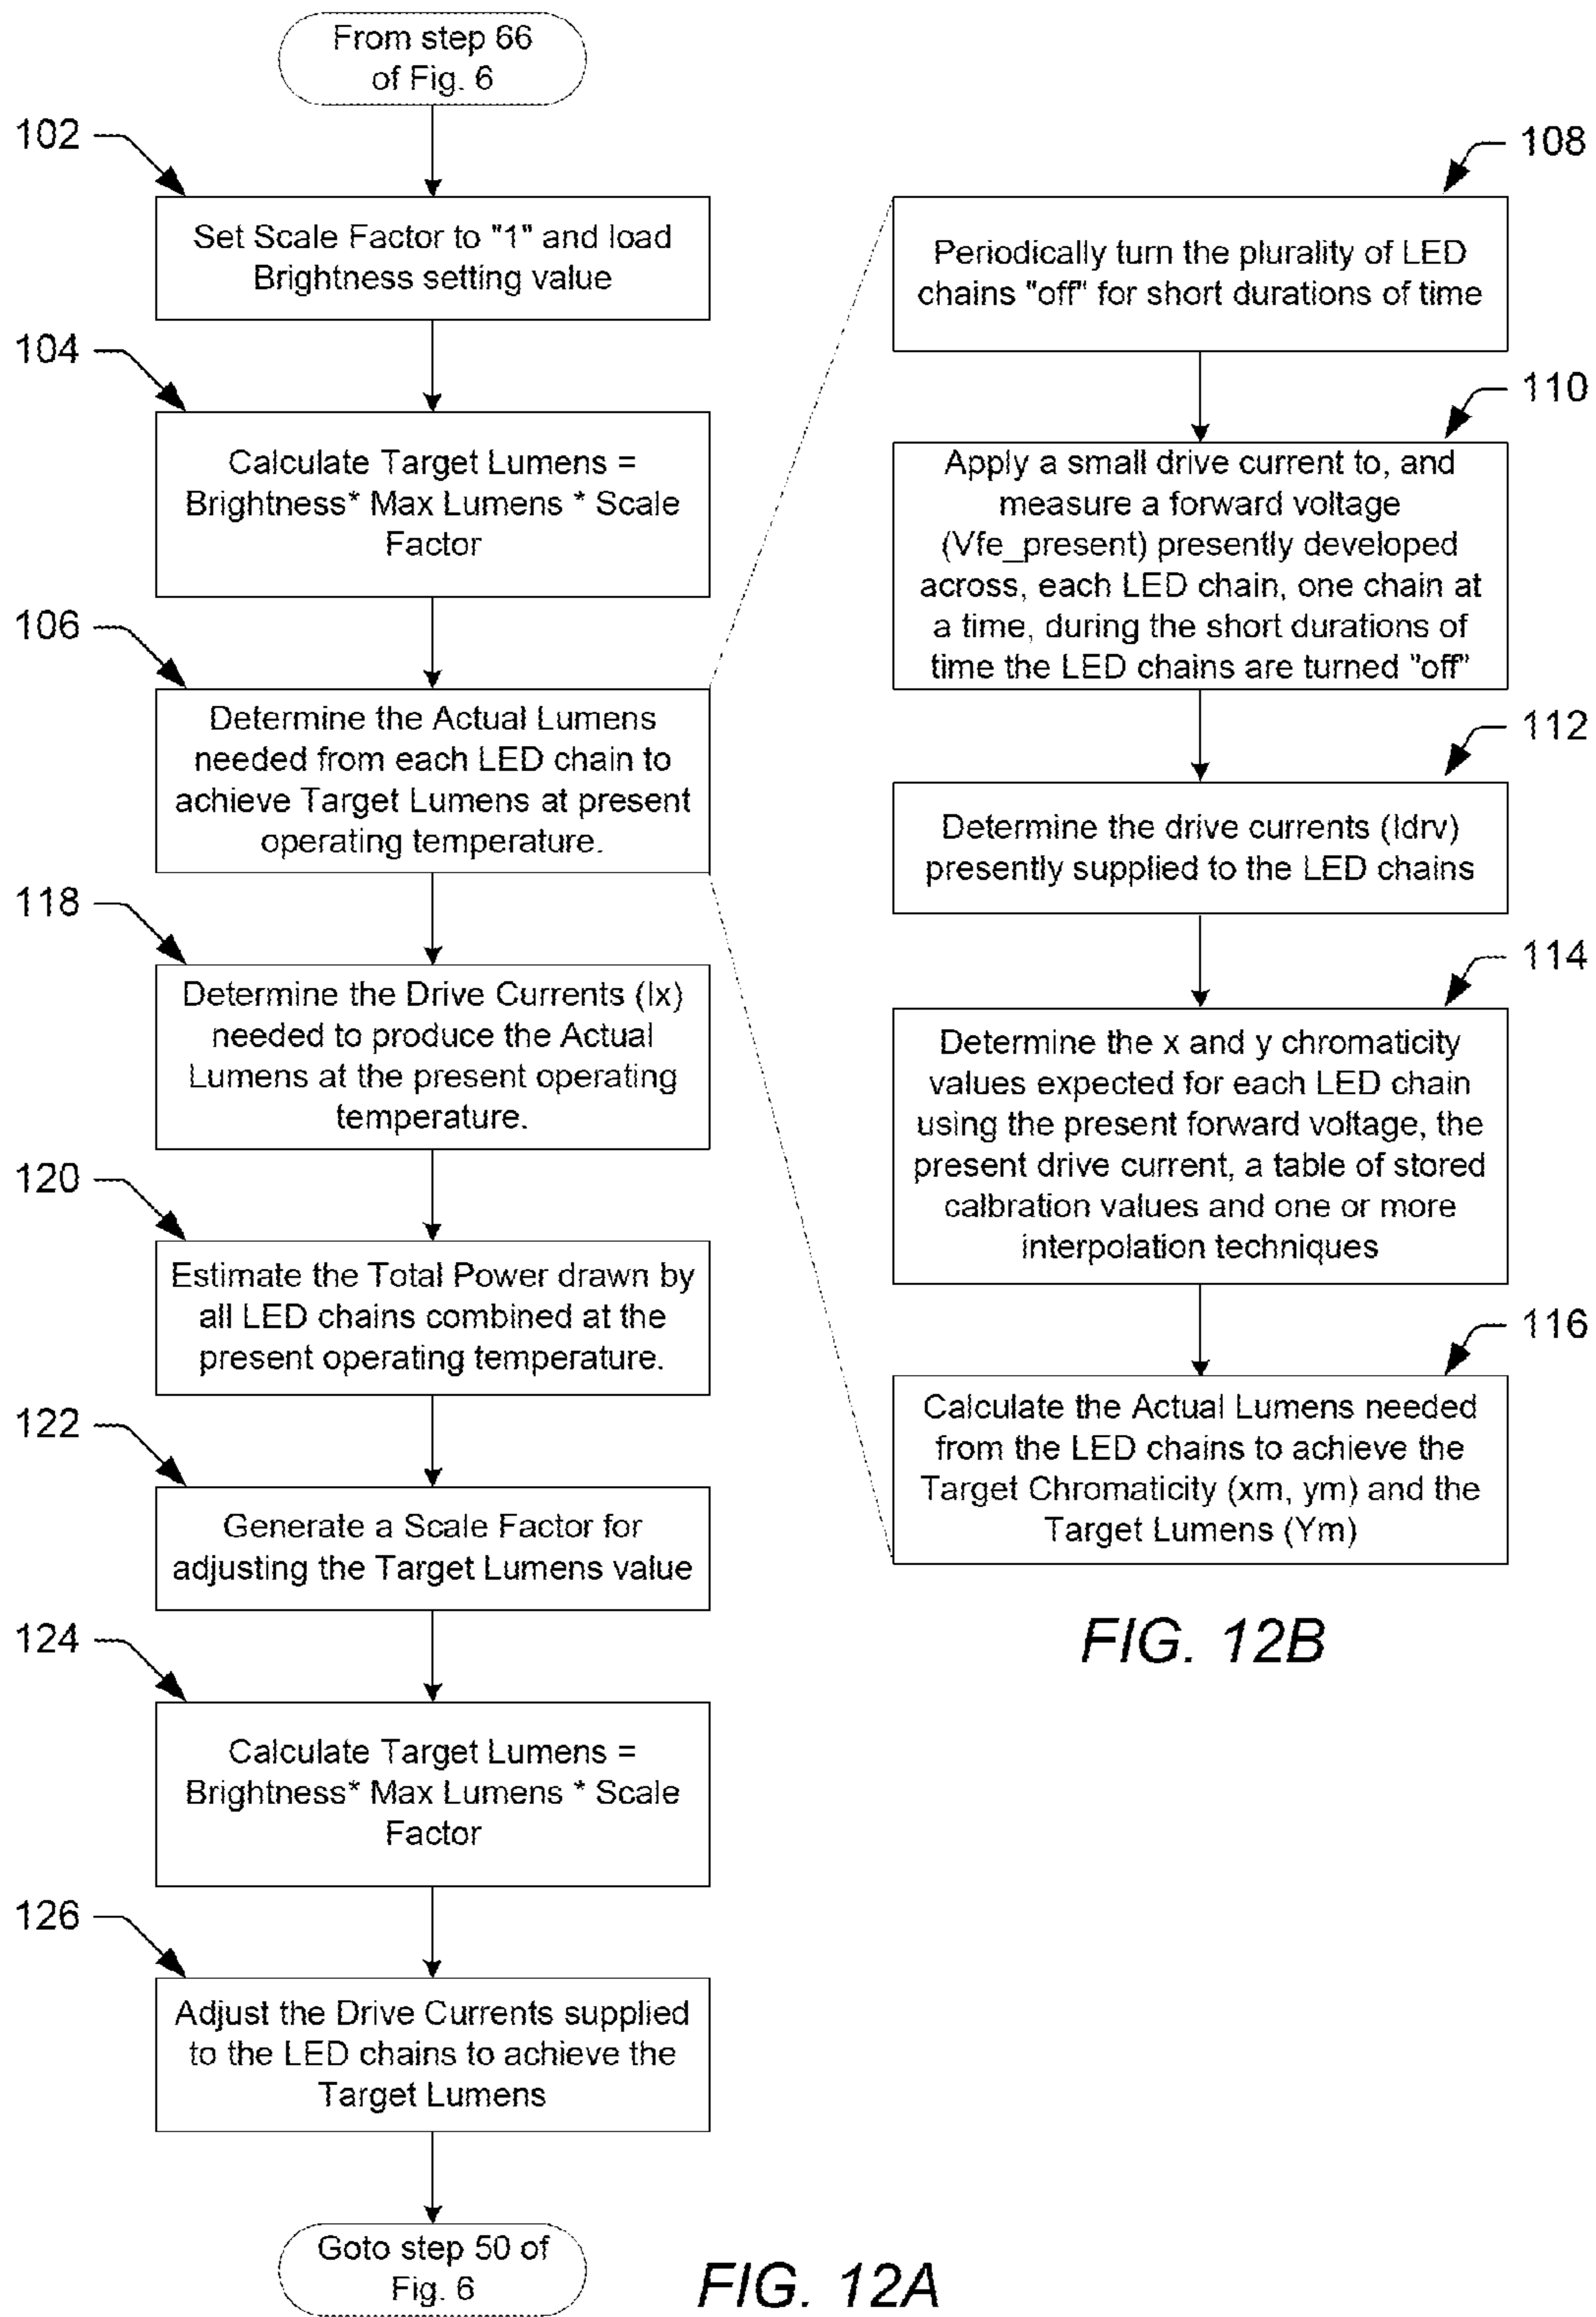 From step 66
of Fig. 6
102
Set Scale Factor to "1" and load
Brightness setting value
104
Calculate Target Lumens =
Brightness* Max Lumens * Scale
Factor
106
Determine the Actual Lumens
needed from each LED chain to
achieve Target Lumens at present
operating temperature.
118
Determine the Drive Currents (Ix)
needed to produce the Actual
Lumens at the present operating
temperature.
120
Estimate the Total Power drawn by
all LED chains combined at the
present operating temperature.
122
Generate a Scale Factor for
adjusting the Target Lumens value
124
Calculate Target Lumens =
Brightness* Max Lumens * Scale
Factor
126
Adjust the Drive Currents supplied
to the LED chains to achieve the
Target Lumens
Goto step 50 of
Fig. 6
FIG. 12A
108
Periodically turn the plurality of LED
chains "off" for short durations of time
110
Apply a small drive current to, and
measure a forward voltage
(Vfe_present) presently developed
across, each LED chain, one chain at
a time, during the short durations of
time the LED chains are turned "off"
112
Determine the drive currents (Idrv)
presently supplied to the LED chains
114
Determine the x and y chromaticity
values expected for each LED chain
using the present forward voltage, the
present drive current, a table of stored
calbration values and one or more
interpolation techniques
116
Calculate the Actual Lumens needed
from the LED chains to achieve the
Target Chromaticity (xm, ym) and the
Target Lumens (Ym)
FIG. 12B